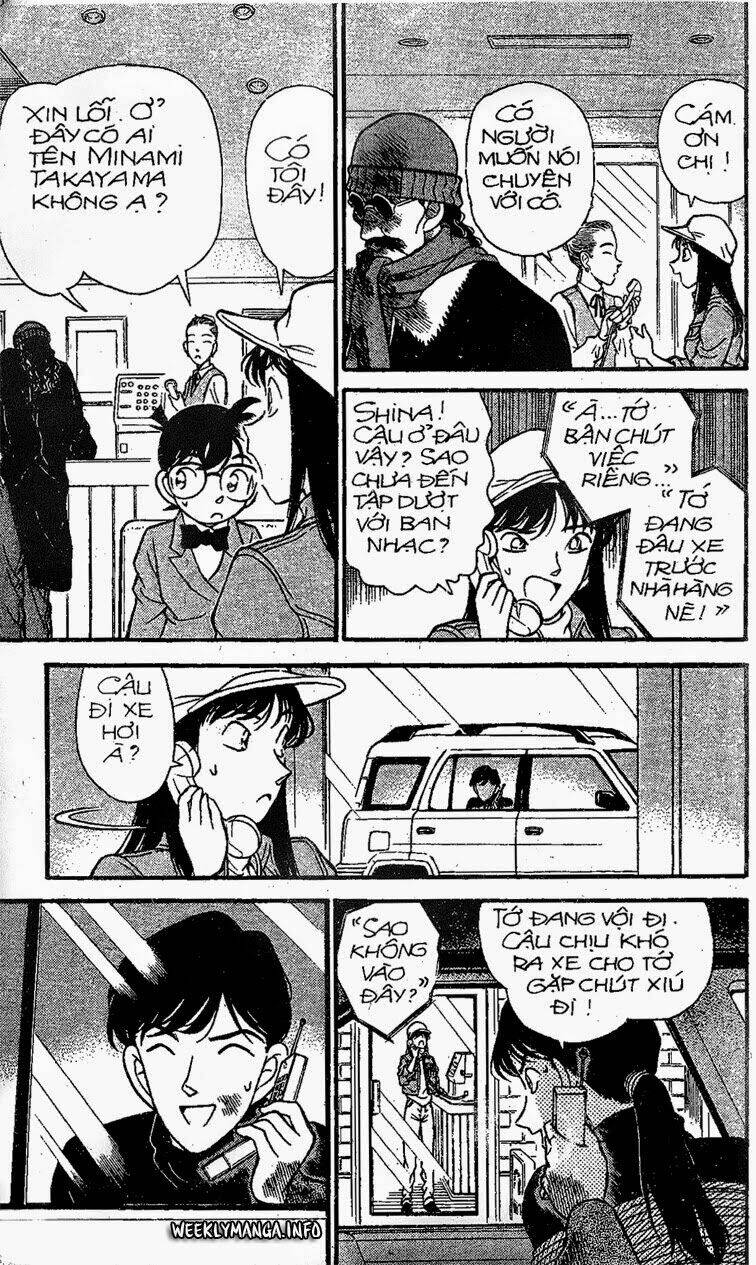 XIN LỖI. Ở
ĐÂY CÓ AI
TÊN MINAMI
TAKAYAMA
KHÔNG Ạ?
CÓ
TÔI
ĐÂY!
CÓ
NGƯỜI
MUỐN NÓI
CHUYỆN
VỚI CÔ.
CÁM
ƠN
CHỊ!
SHINA!
CẬU Ở ĐÂU
VẬY? SAO
CHƯA ĐẾN
TẬP DƯỢT
VỚI BAN
NHẠC?
"À...TỚ
BẬN CHÚT
VIỆC
RIÊNG..."
"TỚ
ĐANG
ĐẬU XE
TRƯỚC
NHÀ HÀNG
NÈ!"
CẬU
ĐI XE
HƠI
À?
TỚ ĐANG VỘI ĐI.
CẬU CHỊU KHÓ
RA XE CHO TỚ
GẶP CHÚT XÍU
ĐI!
"SAO
KHÔNG
VÀO
ĐÂY?"
WEEKLYMANGA.INFO